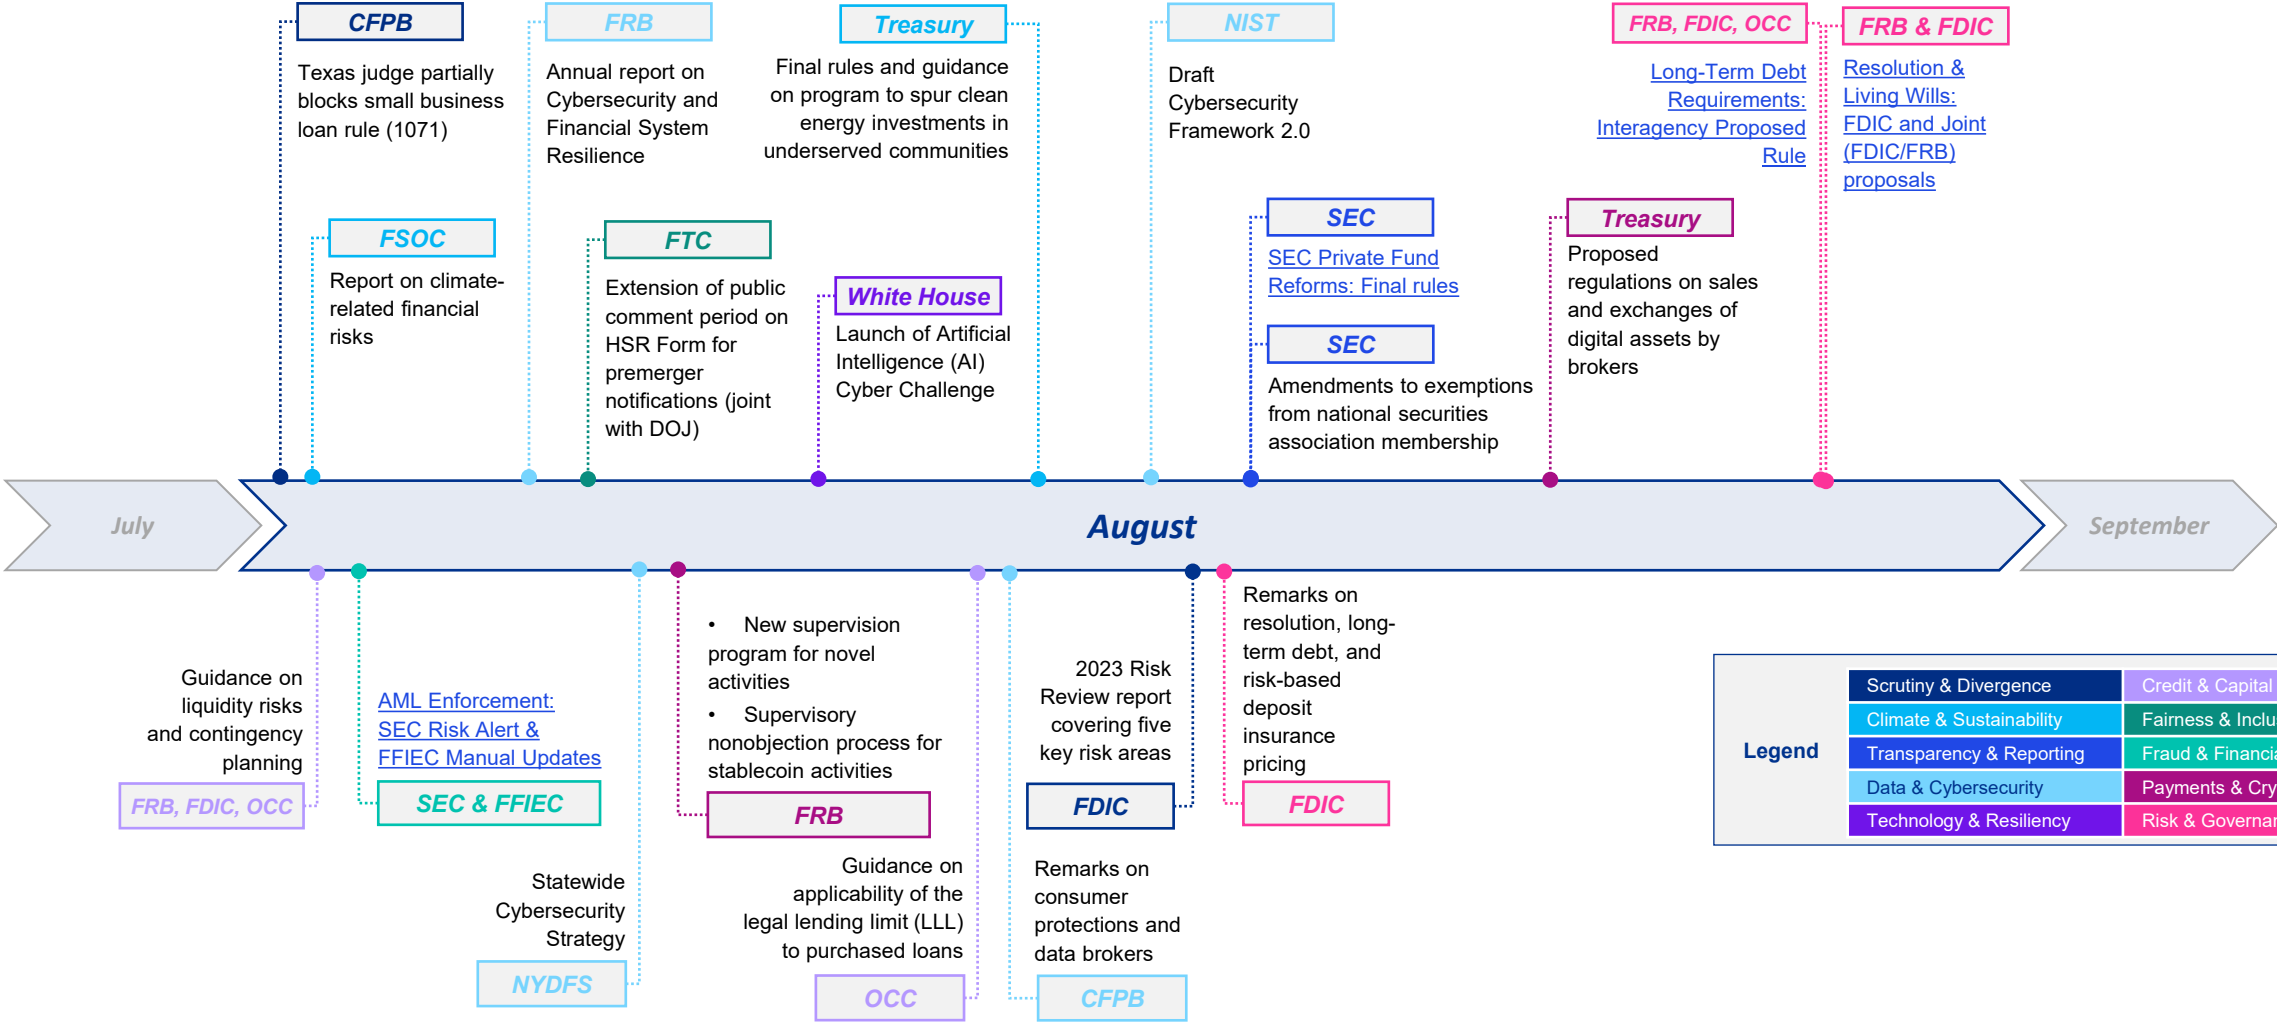 CFPB
Texas judge partially
blocks small business
loan rule (1071)
FRB
Annual report on
Cybersecurity and
Financial System
Resilience
Treasury
Final rules and guidance
on program to spur clean
energy investments in
underserved communities
NIST
Draft
Cybersecurity
Framework 2.0
FRB, FDIC, OCC
Long-Term Debt
Requirements:
Interagency Proposed
Rule
FRB & FDIC
Resolution &
Living Wills:
FDIC and Joint
(FDIC/FRB)
proposals
FSOC
Report on climate-
related financial
risks
FTC
Extension of public
comment period on
HSR Form for
premerger
notifications (joint
with DOJ)
White House
Launch of Artificial
Intelligence (AI)
Cyber Challenge
SEC
SEC Private Fund
Reforms: Final rules
SEC
Amendments to exemptions
from national securities
association membership
Treasury
Proposed
regulations on sales
and exchanges of
digital assets by
brokers
July
August
September
Guidance on
liquidity risks
and contingency
planning
FRB, FDIC, OCC
AML Enforcement:
SEC Risk Alert &
FFIEC Manual Updates
SEC & FFIEC
Statewide
Cybersecurity
Strategy
NYDFS
• New supervision
program for novel
activities
• Supervisory
nonobjection process for
stablecoin activities
FRB
Guidance on
applicability of the
legal lending limit (LLL)
to purchased loans
OCC
2023 Risk
Review report
covering five
key risk areas
FDIC
Remarks on
consumer
protections and
data brokers
CFPB
Remarks on
resolution, long-
term debt, and
risk-based
deposit
insurance
pricing
FDIC
Legend
Scrutiny & Divergence
Credit & Capital
Climate & Sustainability
Fairness & Inclu
Transparency & Reporting
Fraud & Financia
Data & Cybersecurity
Payments & Cry
Technology & Resiliency
Risk & Governa